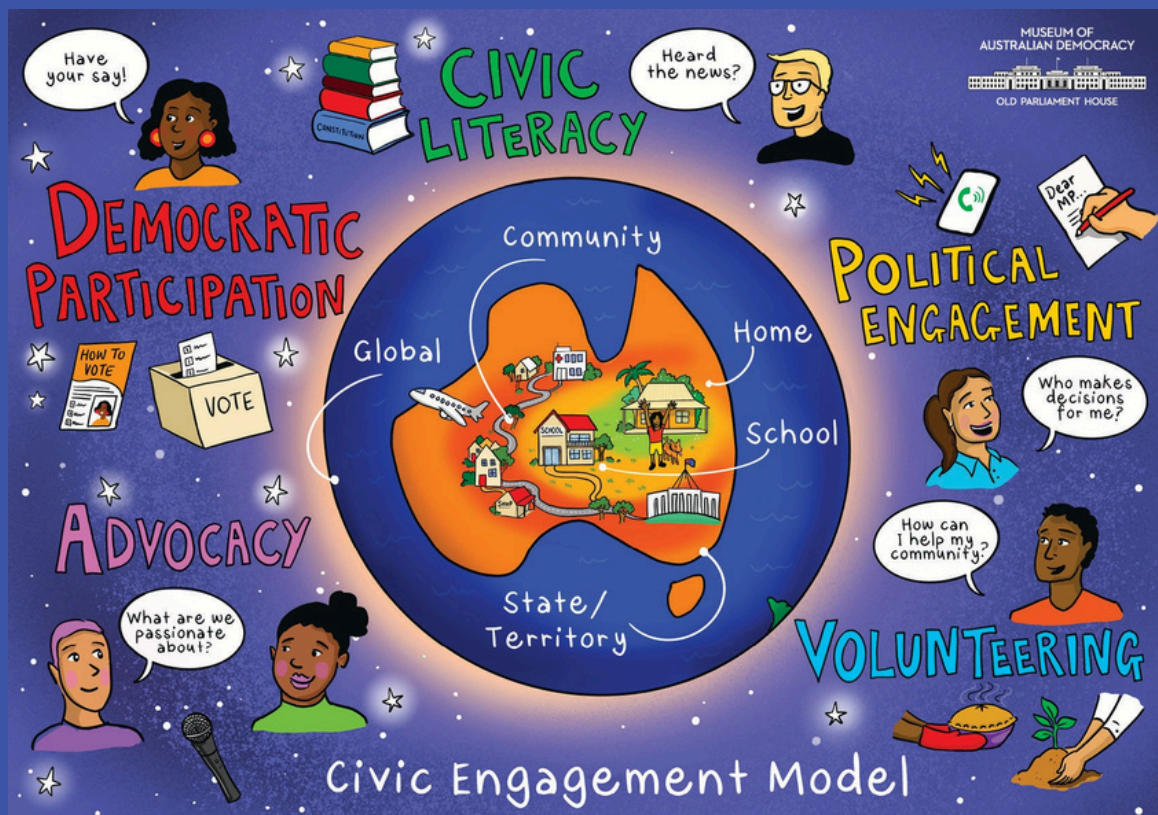 Have
your say!
CONSTITUTION
CIVIC
LITERACY
Heard
the news?
MUSEUM OF
AUSTRALIAN DEMOCRACY
OLD PARLIAMENT HOUSE
DEMOCRATIC
PARTICIPATION
HOW TO
VOTE
VOTE
Dear
MP...
POLITICAL
ENGAGEMENT
Who makes
decisions
for me?
Community
Global
Home
School
SCHOOL
SHOP
State/
Territory
ADVOCACY
What are we
passionate
about?
How can
I help my
community?
VOLUNTEERING
Civic Engagement Model